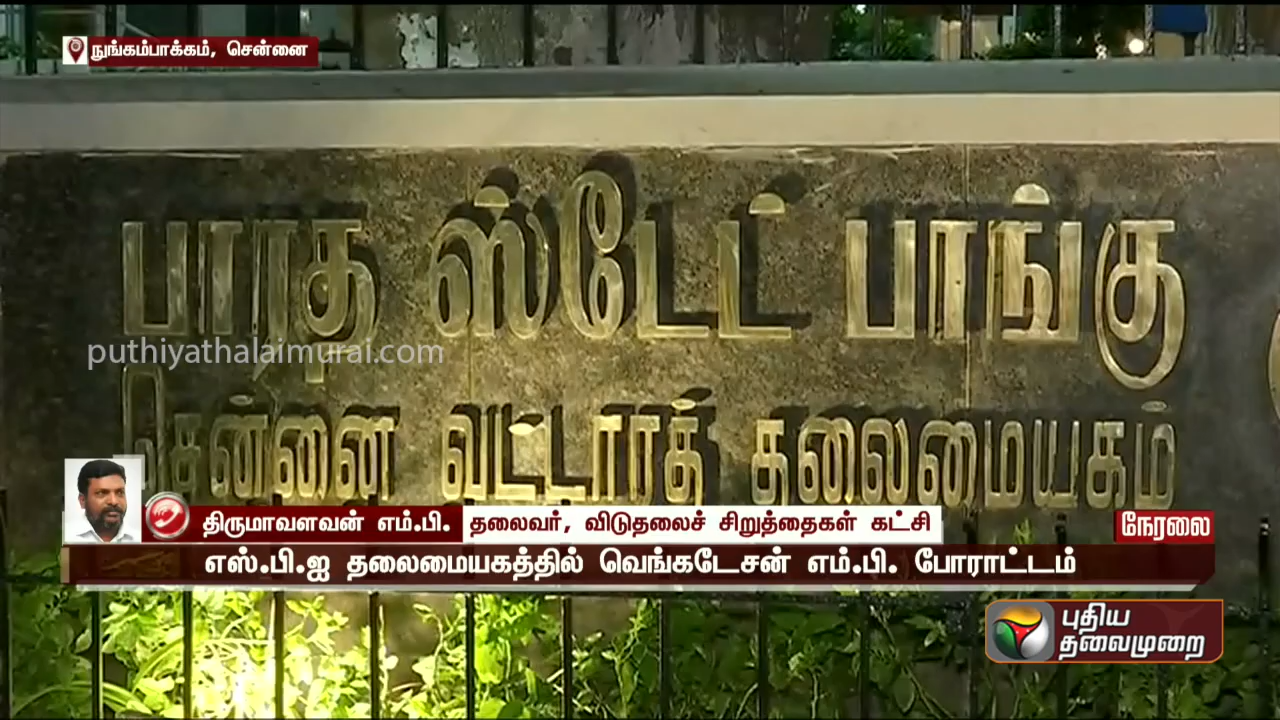 நுங்கம்பாக்கம், சென்னை
பாரத ஸ்டேட் பாங்கு
puthiyathalaimurai.com
சென்னை வட்டாரத் தலைமையகம்
திருமாவளவன் எம்.பி. தலைவர், விடுதலைச் சிறுத்தைகள் கட்சி
நேரலை
எஸ்.பி.ஐ தலைமையகத்தில் வெங்கடேசன் எம்.பி. போராட்டம்
புதிய
தலைமுறை